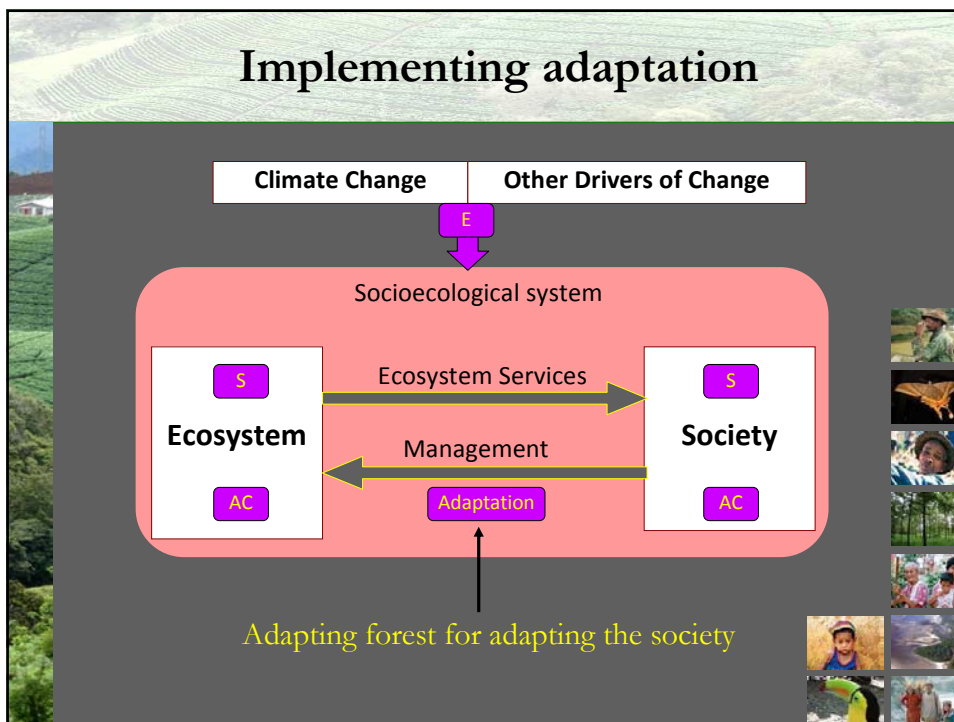 Implementing adaptation
Climate Change
Other Drivers of Change
E
Socioecological system
S
Ecosystem Services
S
Ecosystem
Society
Management
AC
Adaptation
AC
Adapting forest for adapting the society